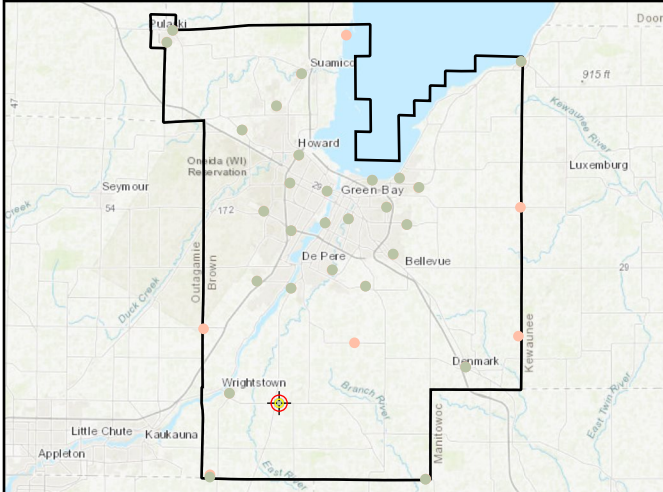 Door
Pulaski
Suamico
915 ft
47
Kewaunee
River
Howard
Oneida (WI)
Reservation
Luxemburg
Seymour
29
Green Bay
Creek
54
172
De Pere
Bellevue
Outagamie
Brown
29
Duck Creek
Kewaunee
Denmark
Wrightstown
Branch
River
East Twin River
Little Chute
Kaukauna
Manitowoc
Appleton
East River